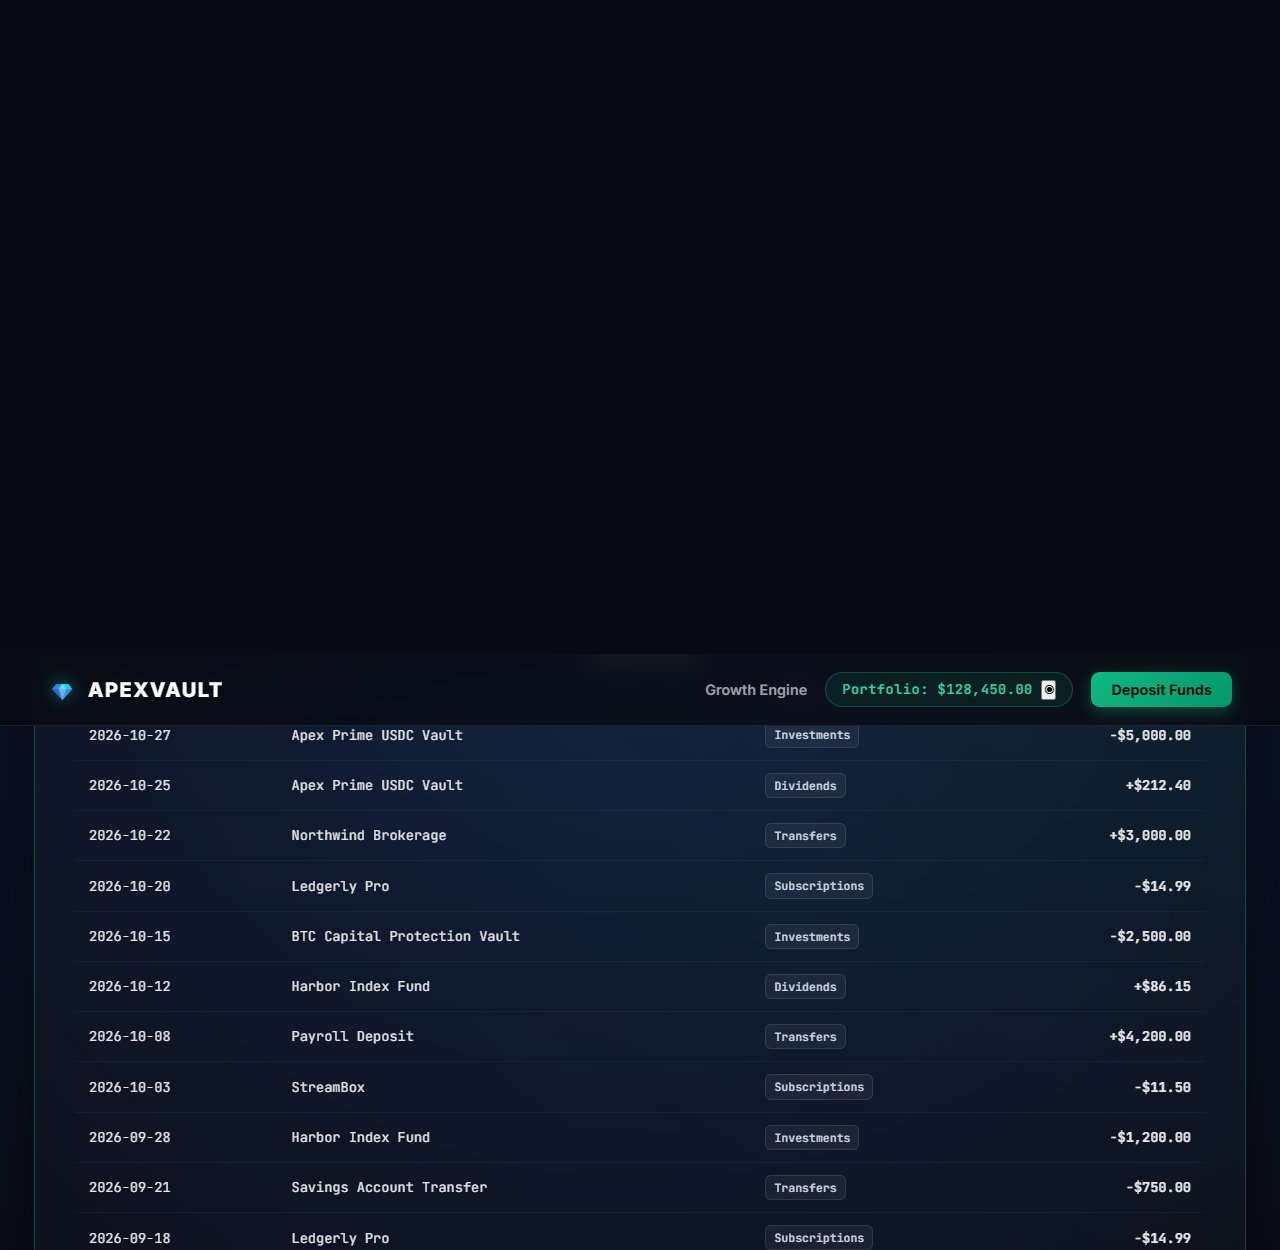 APEXVAULT Growth Engine Portfolio: $128,450.00 Deposit Funds
2026-10-27 Apex Prime USDC Vault Investments -$5,000.00
2026-10-25 Apex Prime USDC Vault Dividends +$212.40
2026-10-22 Northwind Brokerage Transfers +$3,000.00
2026-10-20 Ledgerly Pro Subscriptions -$14.99
2026-10-15 BTC Capital Protection Vault Investments -$2,500.00
2026-10-12 Harbor Index Fund Dividends +$86.15
2026-10-08 Payroll Deposit Transfers +$4,200.00
2026-10-03 StreamBox Subscriptions -$11.50
2026-09-28 Harbor Index Fund Investments -$1,200.00
2026-09-21 Savings Account Transfer Transfers -$750.00
2026-09-18 Ledgerly Pro Subscriptions -$14.99